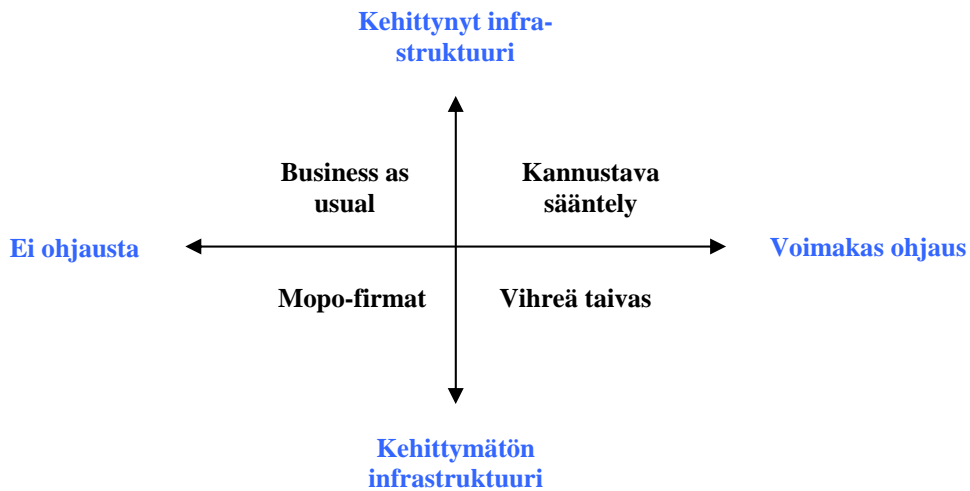 Kehittynyt infra-
struktuuri
Business as
usual
Kannustava
sääntely
Ei ohjausta
Voimakas ohjaus
Mopo-firmat
Vihreä taivas
Kehittymätön
infrastruktuuri